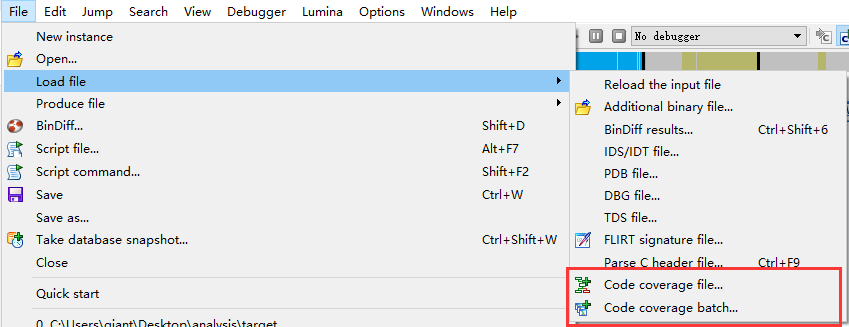 File Jump Search View Debugger Lumina Options Windows Help
New instance
Open...
Load file
Produce file
BinDiff... Shift+D
Script file... Alt+F7
Script command... Shift+F2
Save Ctrl+W
Save as...
Take database snapshot... Ctrl+Shift+W
Close
Quick start
0. C:\Users\giant\Desktop\analysis\target
No debugger
Reload the input file
Additional binary file...
BinDiff results... Ctrl+Shift+6
IDS/IDT file...
PDB file...
DBG file...
TDS file...
FLIRT signature file...
Parse C header file... Ctrl+F9
Code coverage file...
Code coverage batch...